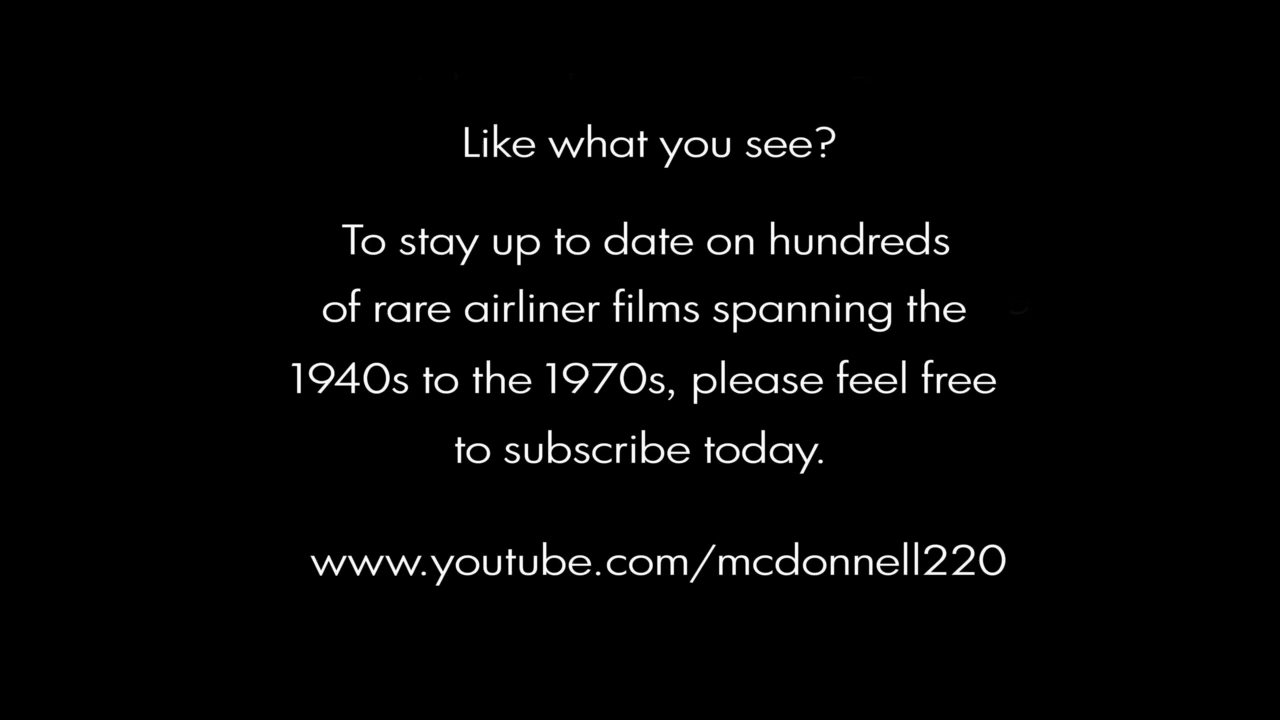 Like what you see?
To stay up to date on hundreds
of rare airliner films spanning the
1940s to the 1970s, please feel free
to subscribe today.
www.youtube.com/mcdonnell220